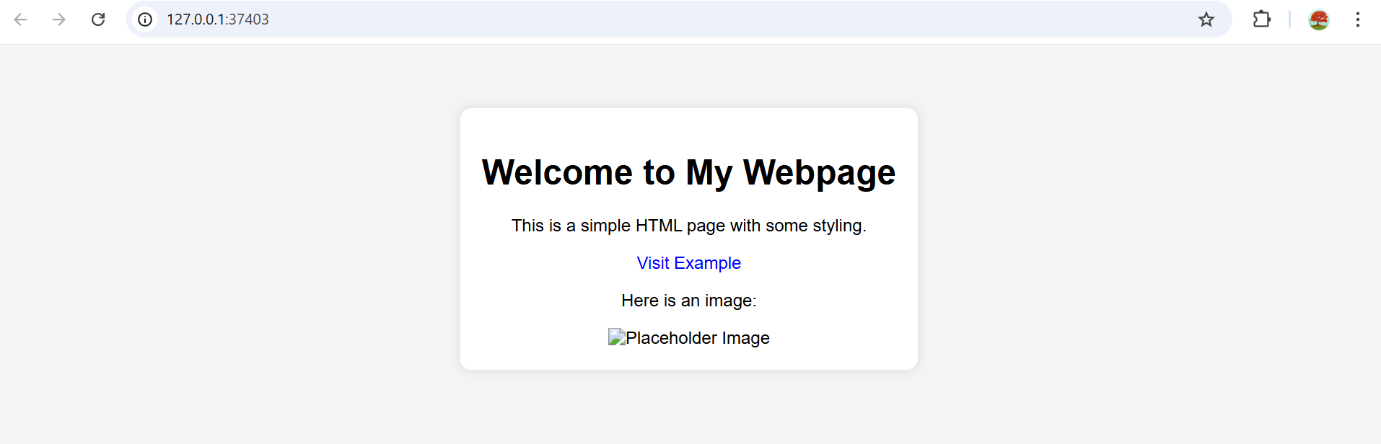 127.0.0.1:37403
Welcome to My Webpage
This is a simple HTML page with some styling.
Visit Example
Here is an image:
Placeholder Image